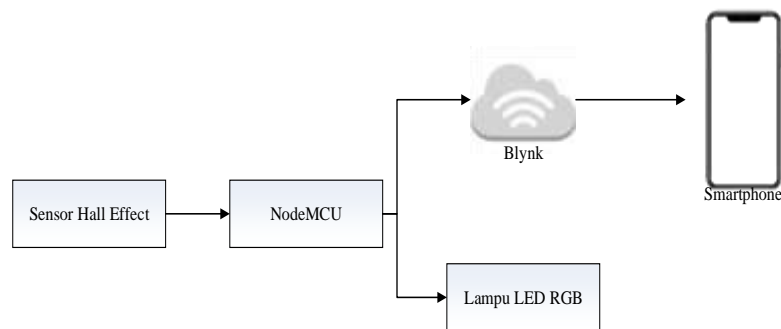 Blynk
Smartphone
Sensor Hall Effect
NodeMCU
Lampu LED RGB